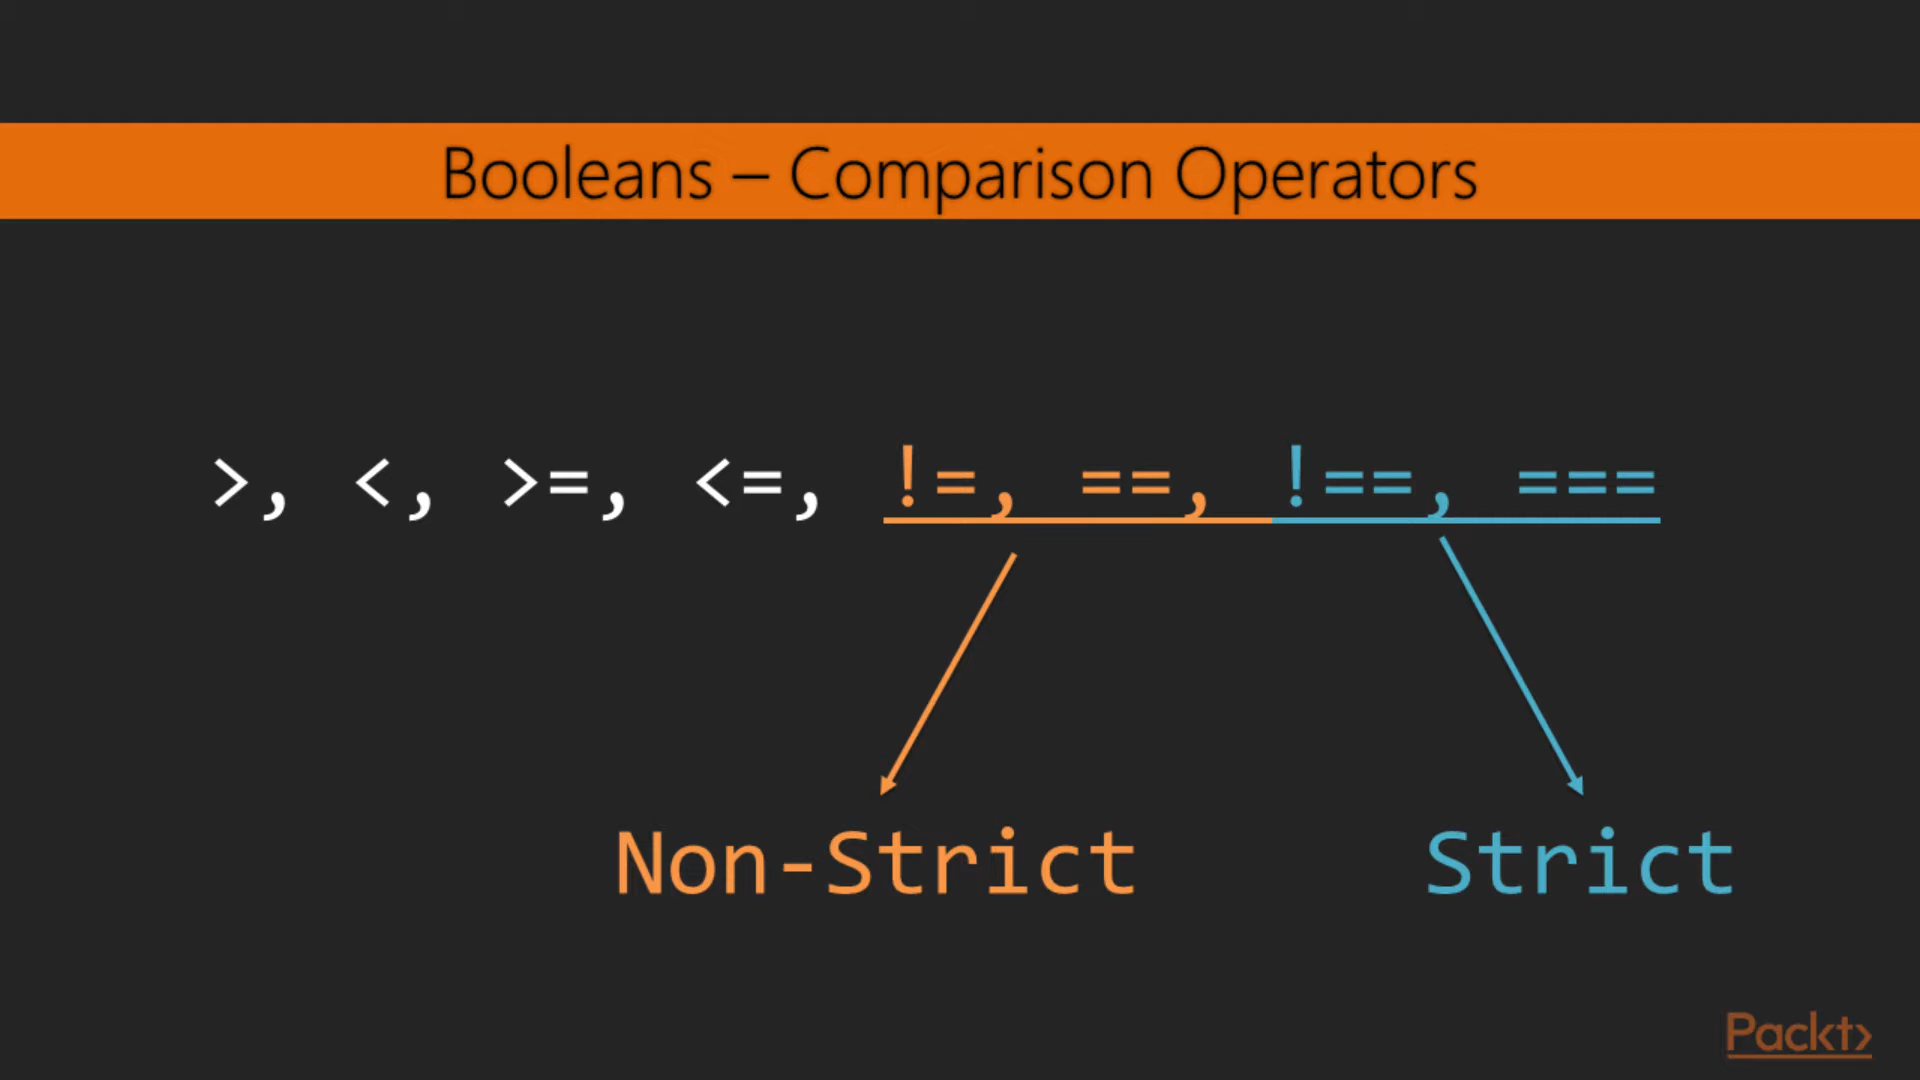 Booleans – Comparison Operators
>, <, >=, <=, !=, ==, !==, ===
Non-Strict Strict
Packt>